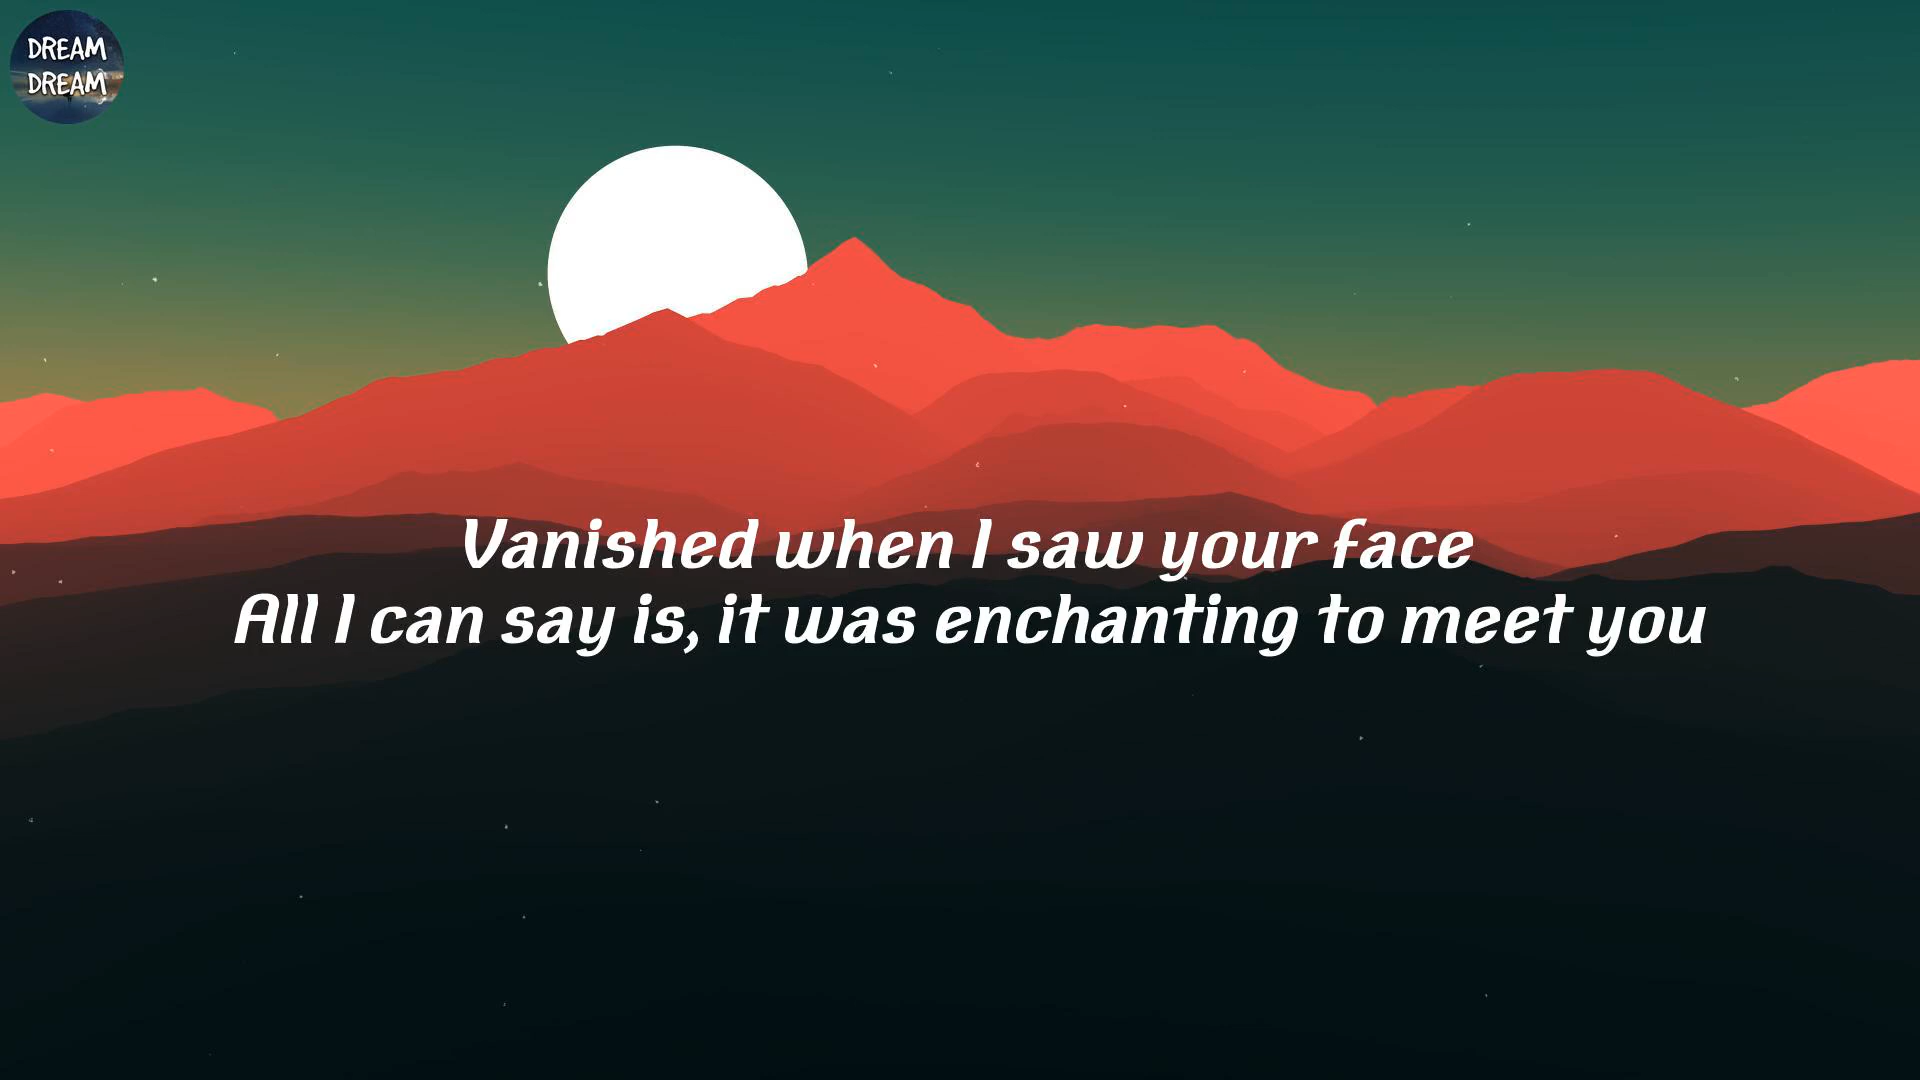 DREAM
DREAM
Vanished when I saw your face
All I can say is, it was enchanting to meet you